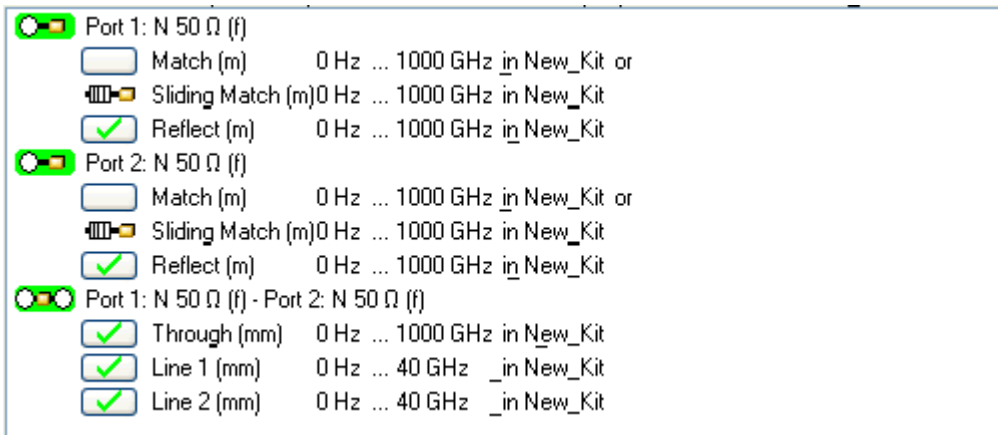 Port 1: N 50 Ω (f)
Match (m) 0 Hz ... 1000 GHz in New_Kit or
Sliding Match (m)0 Hz ... 1000 GHz in New_Kit
Reflect (m) 0 Hz ... 1000 GHz in New_Kit
Port 2: N 50 Ω (f)
Match (m) 0 Hz ... 1000 GHz in New_Kit or
Sliding Match (m)0 Hz ... 1000 GHz in New_Kit
Reflect (m) 0 Hz ... 1000 GHz in New_Kit
Port 1: N 50 Ω (f) - Port 2: N 50 Ω (f)
Through (mm) 0 Hz ... 1000 GHz in New_Kit
Line 1 (mm) 0 Hz ... 40 GHz _in New_Kit
Line 2 (mm) 0 Hz ... 40 GHz _in New_Kit